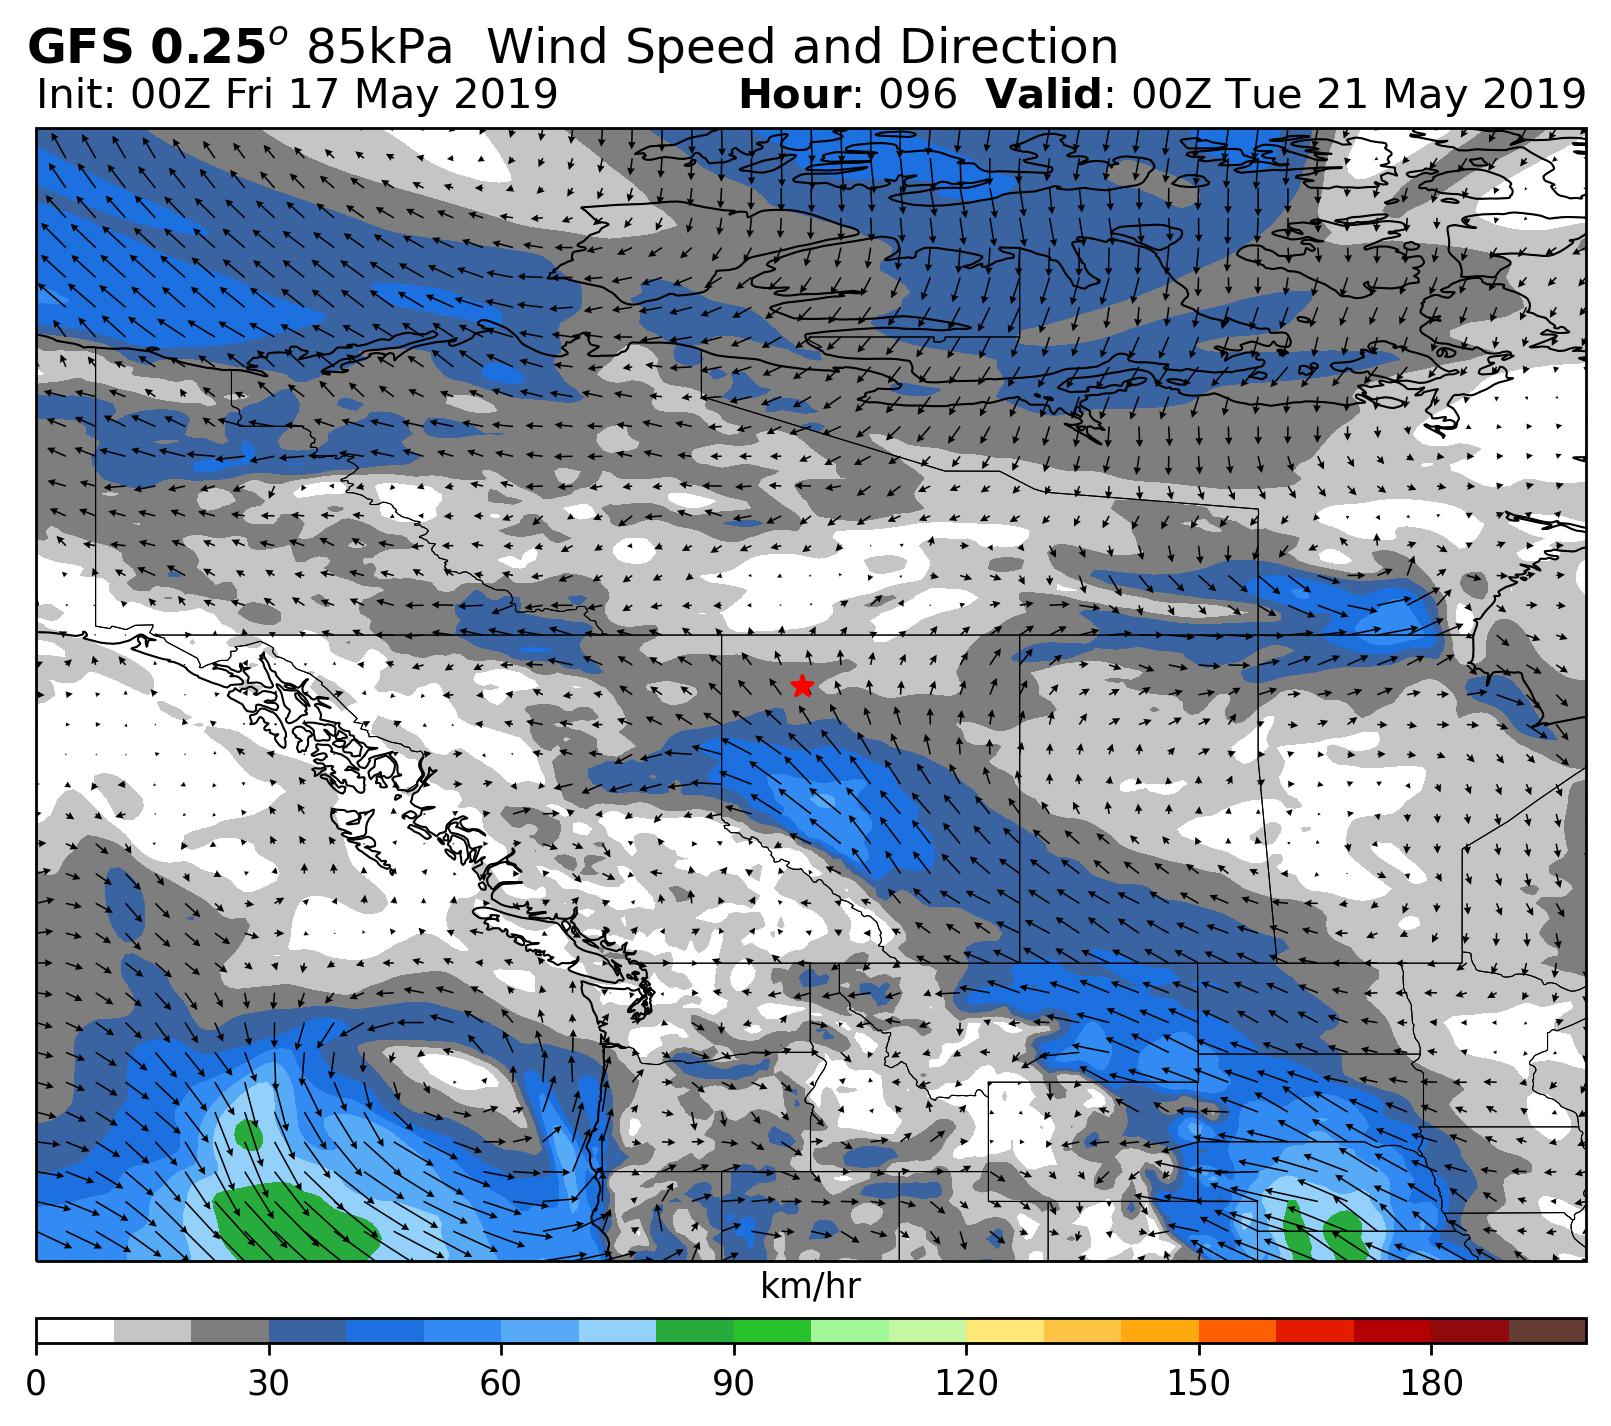 GFS 0.25° 85kPa Wind Speed and Direction
Init: 00Z Fri 17 May 2019 Hour: 096 Valid: 00Z Tue 21 May 2019
km/hr
0 30 60 90 120 150 180